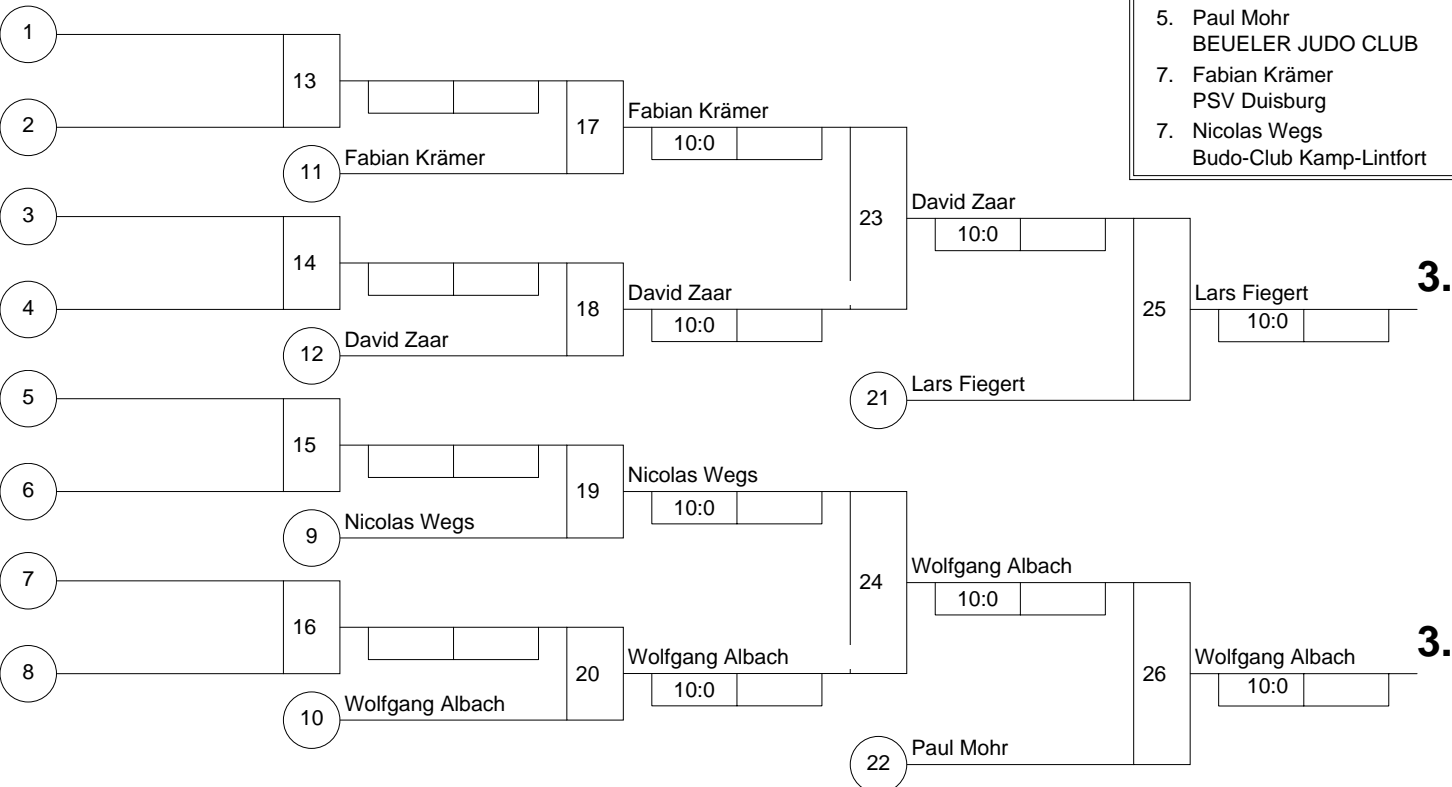 5. Paul Mohr
BEUELER JUDO CLUB
7. Fabian Krämer
PSV Duisburg
7. Nicolas Wegs
Budo-Club Kamp-Lintfort
1
13
2
17
Fabian Krämer
10:0
11
Fabian Krämer
3
23
David Zaar
10:0
14
3.
4
18
David Zaar
10:0
25
Lars Fiegert
10:0
12
David Zaar
5
21
Lars Fiegert
15
6
19
Nicolas Wegs
10:0
9
Nicolas Wegs
7
24
Wolfgang Albach
10:0
16
3.
8
20
Wolfgang Albach
10:0
26
Wolfgang Albach
10:0
10
Wolfgang Albach
22
Paul Mohr